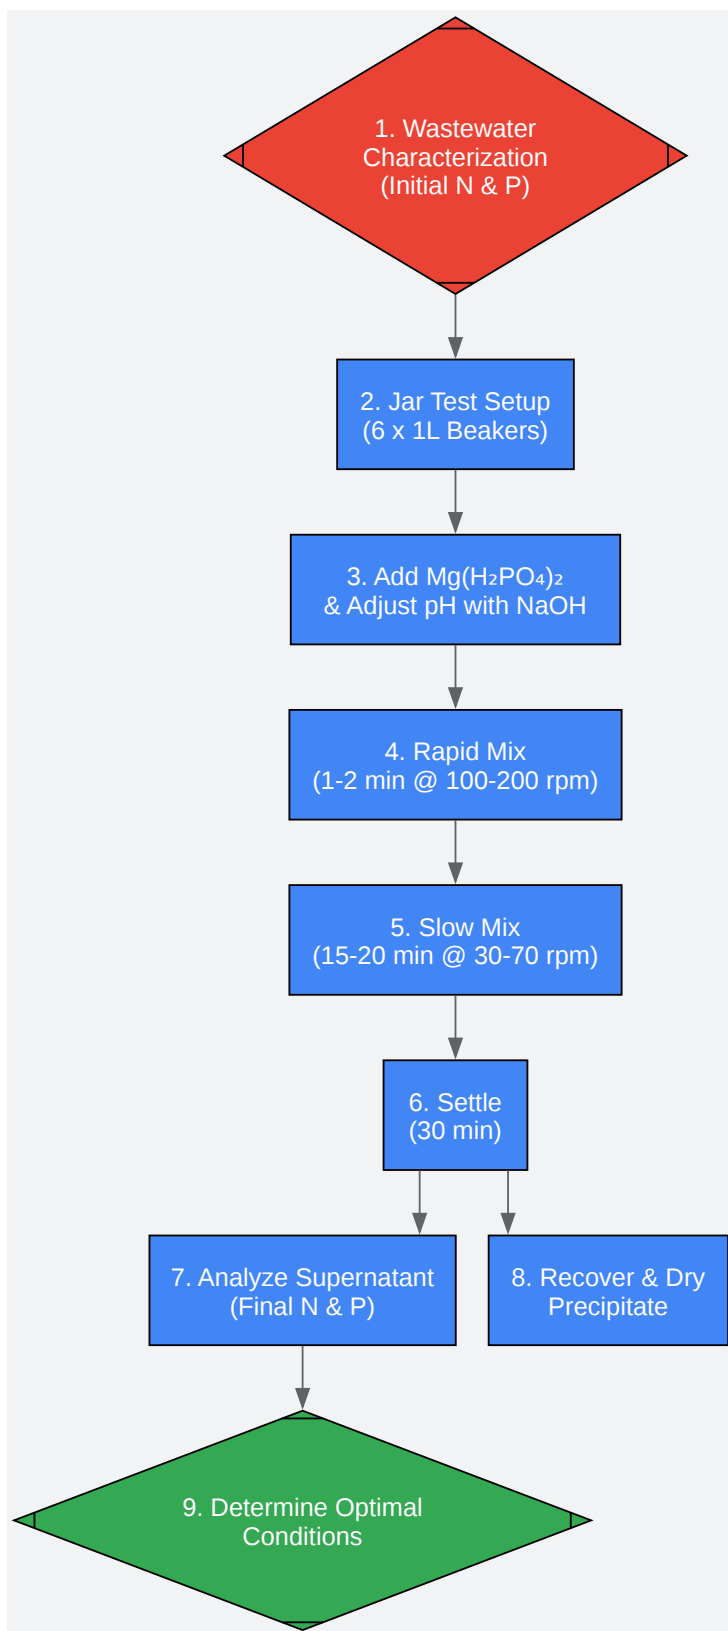 1. Wastewater
Characterization
(Initial N & P)
2. Jar Test Setup
(6 x 1L Beakers)
3. Add Mg(H₂PO₄)₂
& Adjust pH with NaOH
4. Rapid Mix
(1-2 min @ 100-200 rpm)
5. Slow Mix
(15-20 min @ 30-70 rpm)
6. Settle
(30 min)
7. Analyze Supernatant
(Final N & P)
8. Recover & Dry
Precipitate
9. Determine Optimal
Conditions